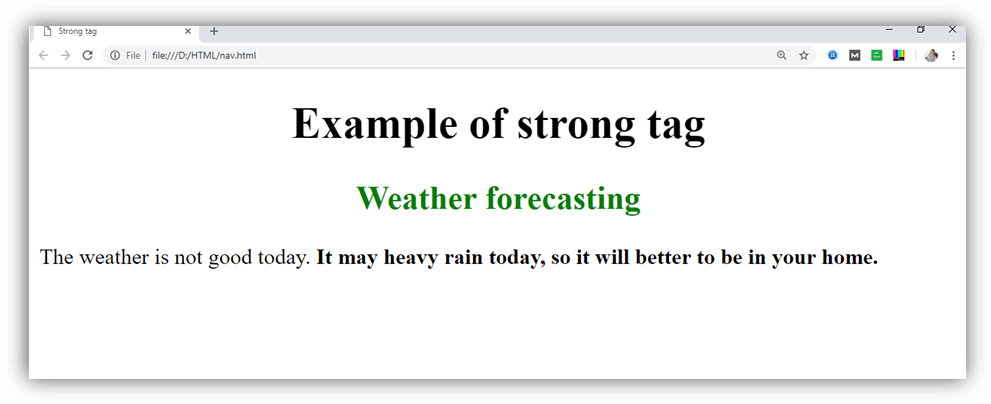 Strong tag
File file:///D:/HTML/nav.html
Example of strong tag
Weather forecasting
The weather is not good today. It may heavy rain today, so it will better to be in your home.